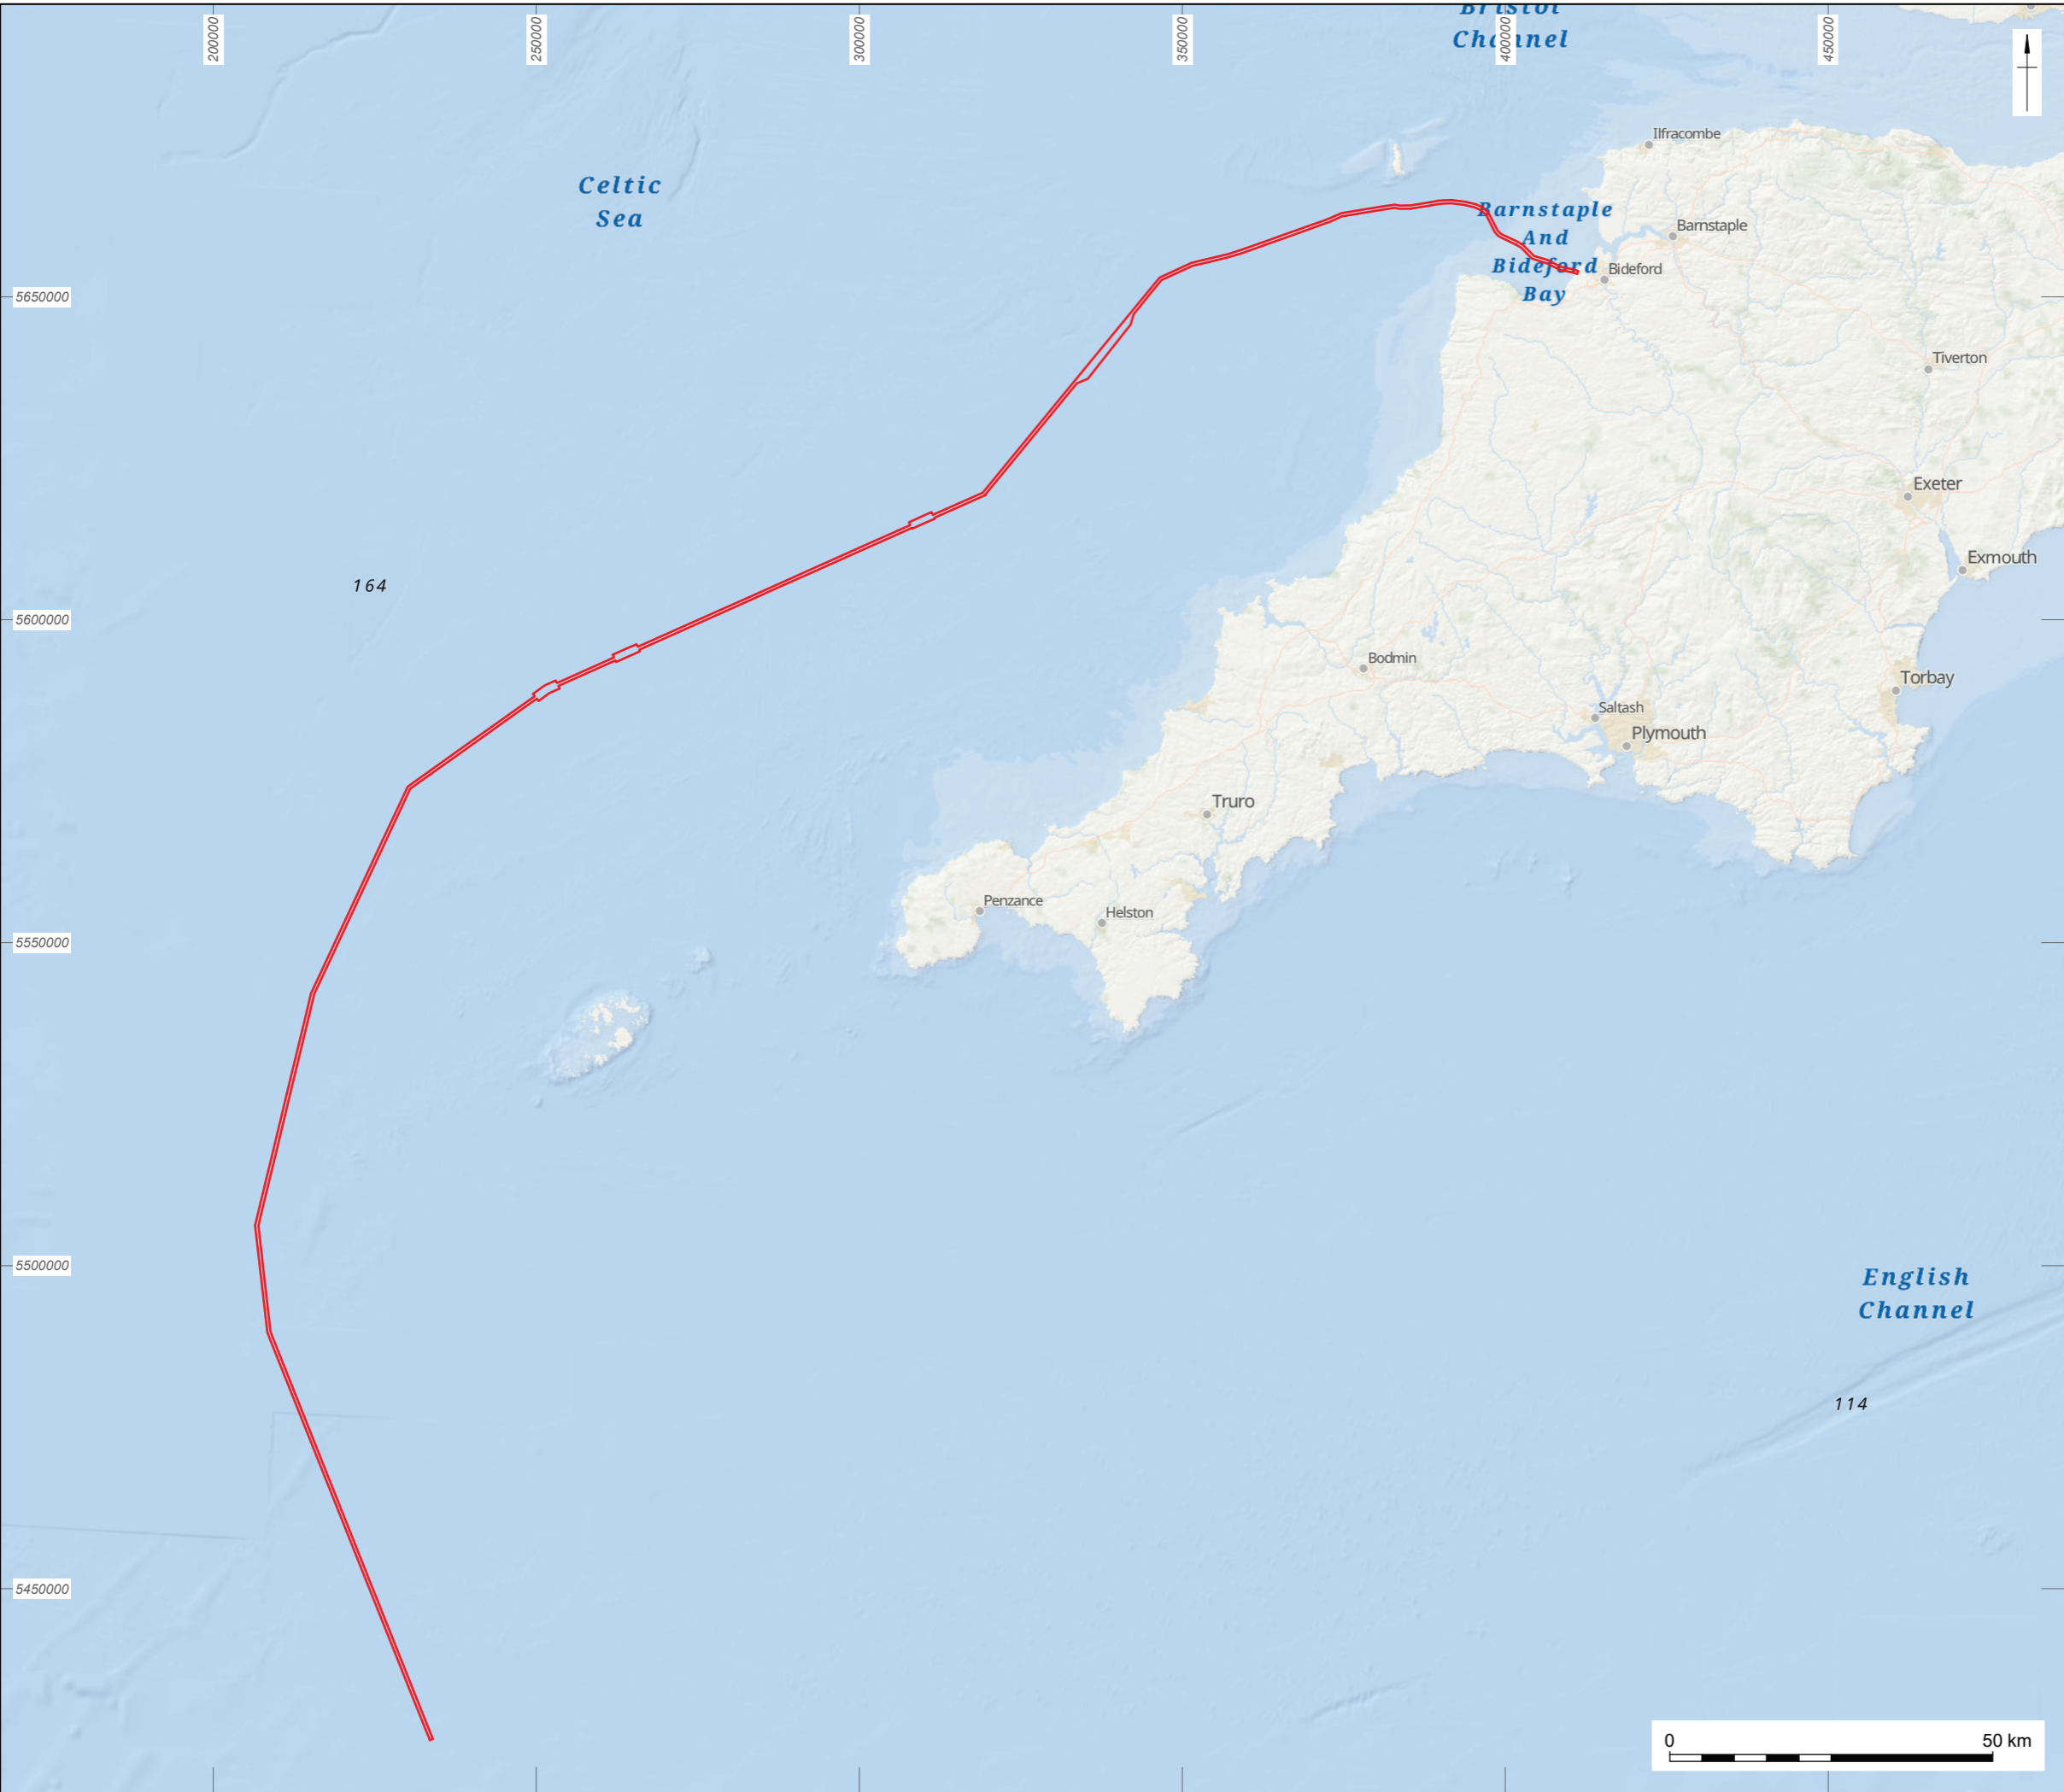 200000
250000
300000
350000
400000
450000
Bristol
Channel
Celtic
Sea
Ilfracombe
Barnstaple
And
Bideford
Bay
Barnstaple
Bideford
5650000
Tiverton
Exeter
Exmouth
164
5600000
Bodmin
Torbay
Saltash
Plymouth
Truro
Penzance
Helston
5550000
5500000
English
Channel
114
5450000
0 50 km